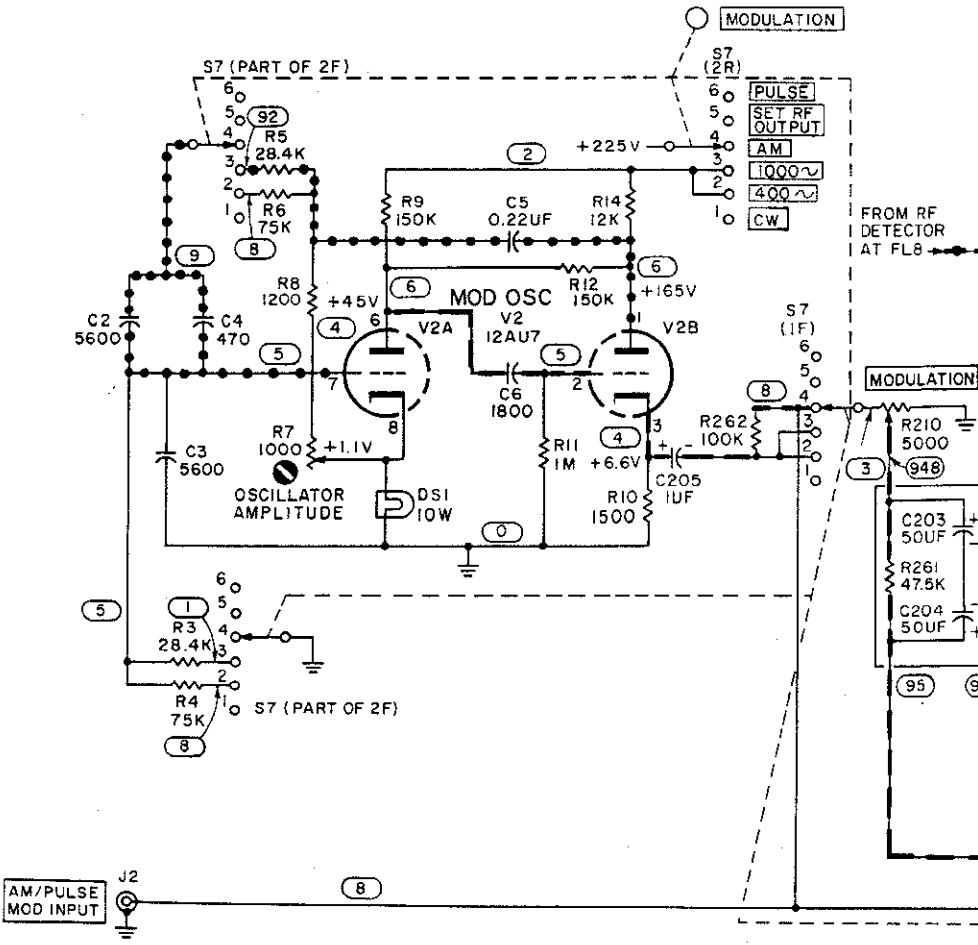 MODULATION
S7 (PART OF 2F)
S7
(2R)
6
5
4
3
2
1
92
R5
28.4K
R6
75K
8
6
5
4
3
2
1
PULSE
SET RF
OUTPUT
AM
1000~
400~
CW
+225V
2
R9
150K
C5
0.22UF
R14
12K
FROM RF
DETECTOR
AT FL8
9
R8
1200
+45V
6
MOD OSC
R12
150K
6
+165V
C2
5600
C4
470
4
6
V2A
V2
12AU7
1
V2B
S7
(1F)
6
5
4
3
2
1
5
7
8
5
2
3
C6
1800
8
MODULATION
R262
100K
R210
5000
C3
5600
R7
1000
+1.1V
R11
1M
4
+6.6V
+
-
C205
1UF
3
948
OSCILLATOR
AMPLITUDE
DS1
10W
R10
1500
0
C203
50UF
+
-
R261
47.5K
C204
50UF
-
+
6
5
4
3
2
1
5
1
R3
28.4K
R4
75K
8
S7 (PART OF 2F)
95
9
AM/PULSE
MOD INPUT
J2
8